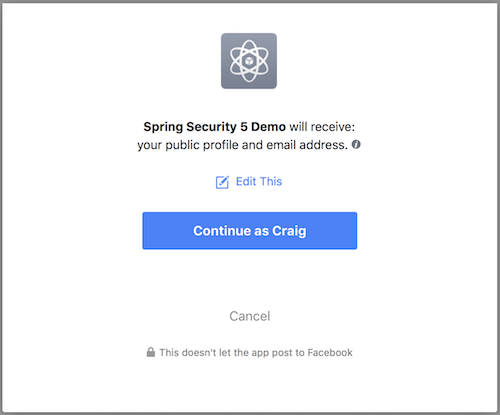 Spring Security 5 Demo will receive:
your public profile and email address.
Edit This
Continue as Craig
Cancel
This doesn't let the app post to Facebook